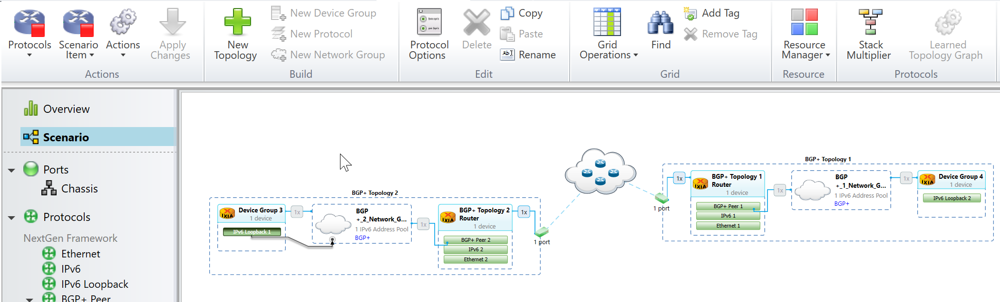 Protocols
Scenario
Item
Actions
Apply
Changes
Actions
New
Topology
New Device Group
New Protocol
New Network Group
Build
Protocol
Options
Delete
Copy
Paste
Rename
Edit
Grid
Operations
Find
Add Tag
Remove Tag
Grid
Resource
Manager
Resource
Stack
Multiplier
Learned
Topology Graph
Protocols
Overview
Scenario
Ports
Chassis
Protocols
NextGen Framework
Ethernet
IPv6
IPv6 Loopback
BGP+ Peer
BGP+ Topology 2
IXIA
Device Group 3
1 device
IPv6 Loopback 1
1x
BGP
+_2_Network_G...
1 IPv6 Address Pool
BGP+
1x
IXIA
BGP+ Topology 2
Router
1 device
BGP+ Peer 2
IPv6 2
Ethernet 2
1x
1 port
BGP+ Topology 1
1 port
1x
IXIA
BGP+ Topology 1
Router
1 device
BGP+ Peer 1
IPv6 1
Ethernet 1
1x
BGP
+_1_Network_G...
1 IPv6 Address Pool
BGP+
1x
IXIA
Device Group 4
1 device
IPv6 Loopback 2